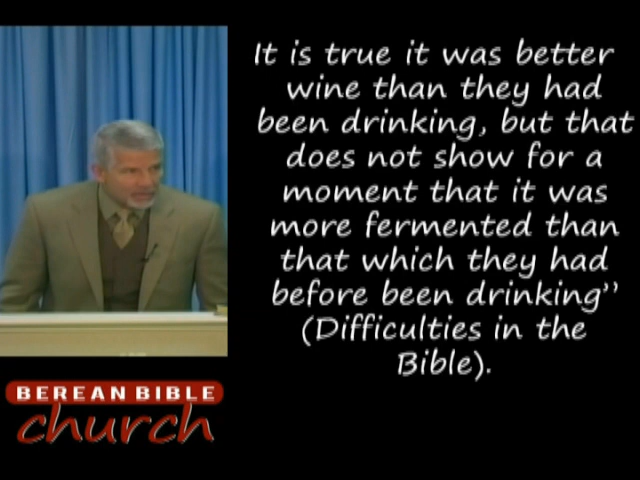 It is true it was better
wine than they had
been drinking, but that
does not show for a
moment that it was
more fermented than
that which they had
before been drinking”
(Difficulties in the
Bible).
BEREAN BIBLE
church